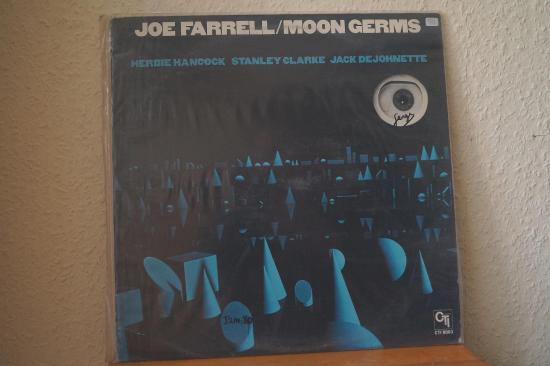 JOE FARRELL/MOON GERMS
HERBIE HANCOCK STANLEY CLARKE JACK DEJOHNETTE
CTI